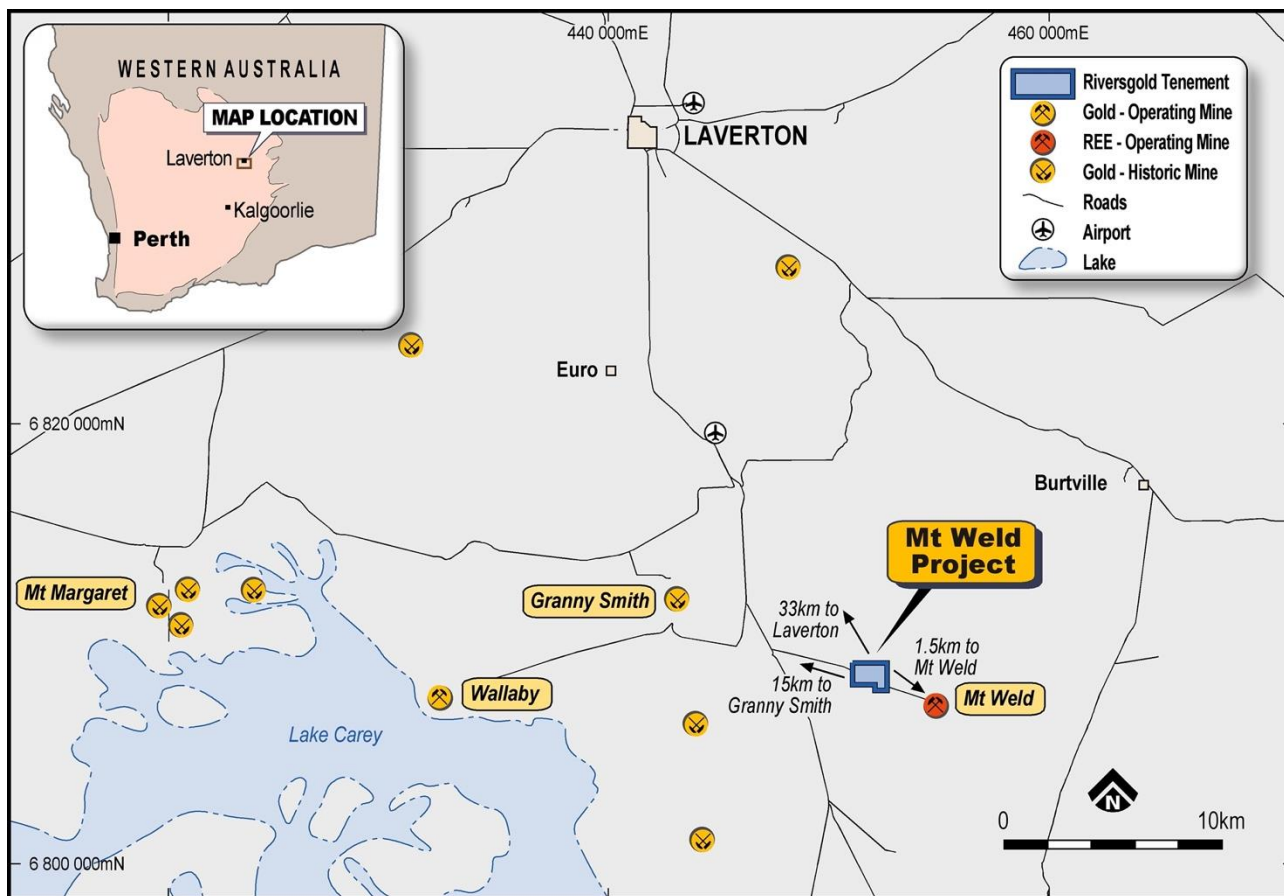 440 000mE
460 000mE
WESTERN AUSTRALIA
MAP LOCATION
Laverton
Kalgoorlie
Perth
Riversgold Tenement
Gold - Operating Mine
REE - Operating Mine
Gold - Historic Mine
Roads
Airport
Lake
LAVERTON
Euro
6 820 000mN
Burtville
Mt Weld
Project
Mt Margaret
Granny Smith
33km to
Laverton
1.5km to
Mt Weld
15km to
Granny Smith
Wallaby
Mt Weld
Lake Carey
N
0
10km
6 800 000mN